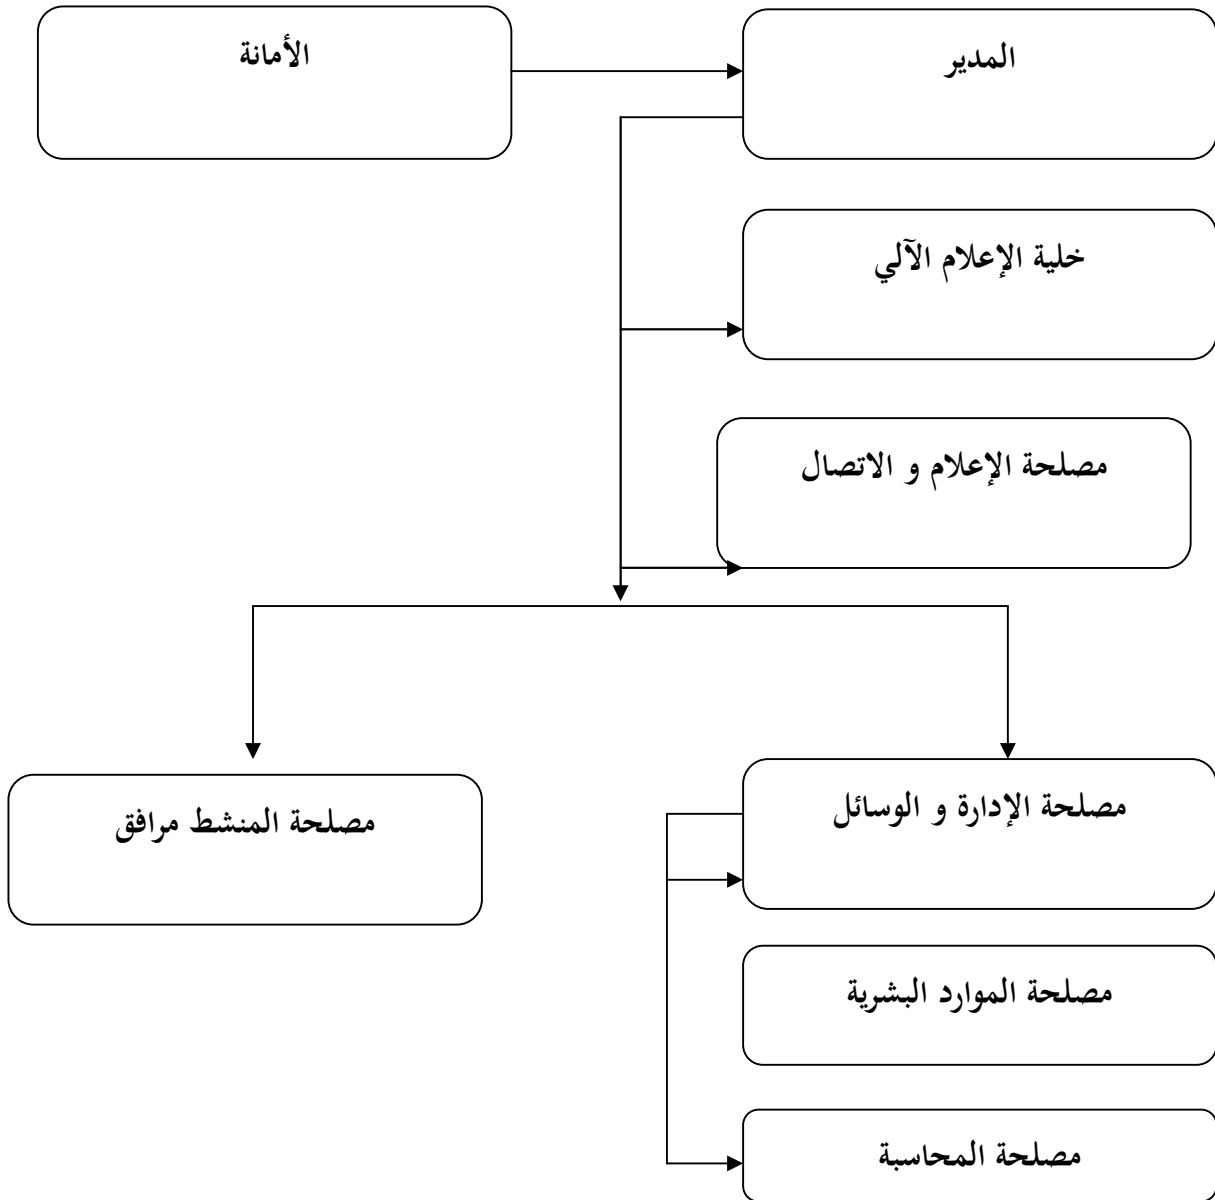 المدير
الأمانة
خلية الإعلام الآلي
مصلحة الإعلام و الاتصال
مصلحة الإدارة و الوسائل
مصلحة المنشط مرافق
مصلحة الموارد البشرية
مصلحة المحاسبة